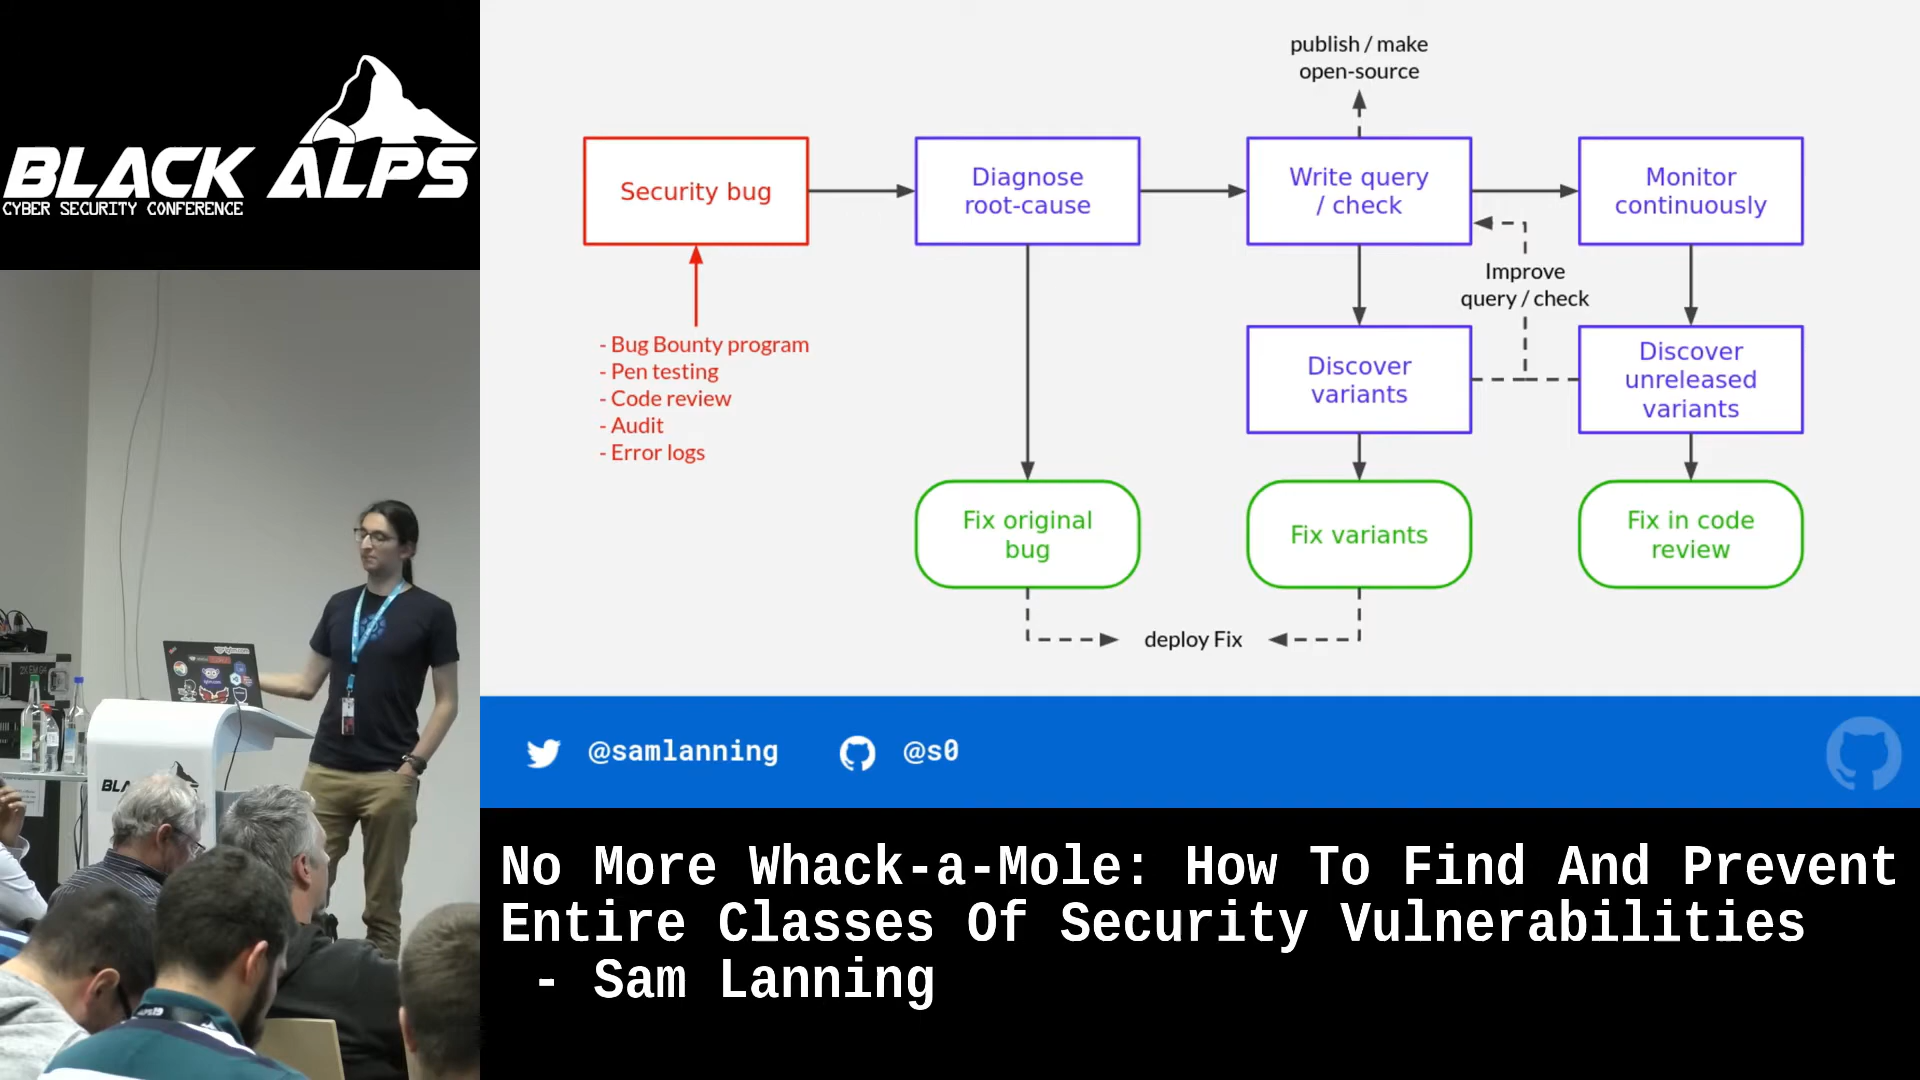 BLACK ALPS
CYBER SECURITY CONFERENCE
publish / make
open-source
Security bug
Diagnose
root-cause
Write query
/ check
Monitor
continuously
Improve
query / check
- Bug Bounty program
- Pen testing
- Code review
- Audit
- Error logs
Discover
variants
Discover
unreleased
variants
Fix original
bug
Fix variants
Fix in code
review
deploy Fix
@samlanning
@s0
No More Whack-a-Mole: How To Find And Prevent
Entire Classes Of Security Vulnerabilities
- Sam Lanning